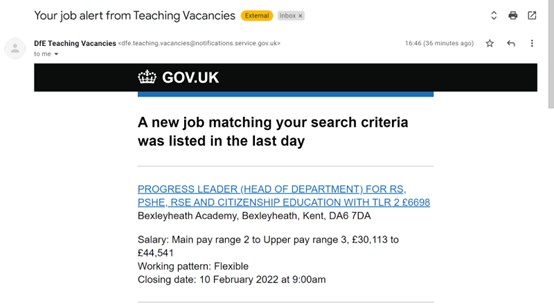 Your job alert from Teaching Vacancies External Inbox x
DfE Teaching Vacancies <dfe.teaching.vacancies@notifications.service.gov.uk> 16:46 (36 minutes ago)
to me
GOV.UK
A new job matching your search criteria
was listed in the last day
PROGRESS LEADER (HEAD OF DEPARTMENT) FOR RS,
PSHE, RSE AND CITIZENSHIP EDUCATION WITH TLR 2 £6698
Bexleyheath Academy, Bexleyheath, Kent, DA6 7DA
Salary: Main pay range 2 to Upper pay range 3, £30,113 to
£44,541
Working pattern: Flexible
Closing date: 10 February 2022 at 9:00am